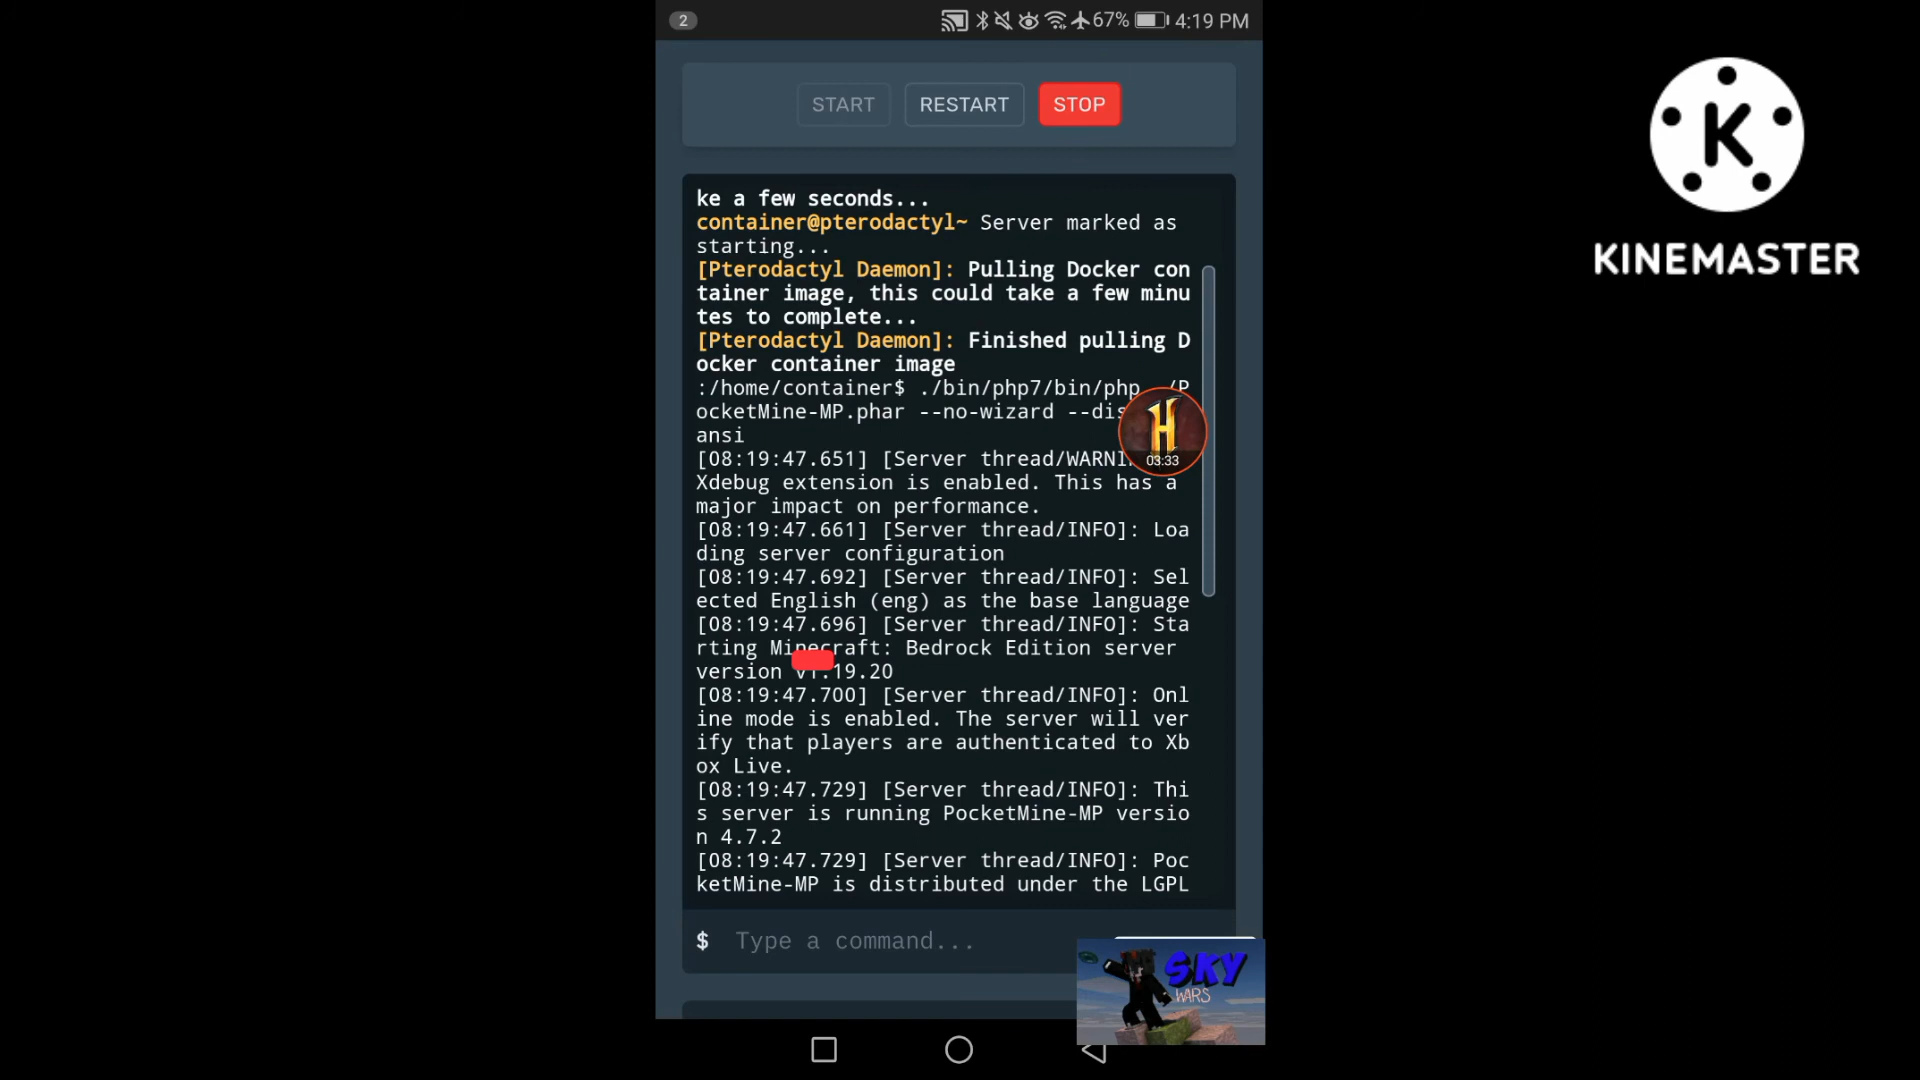 2
67%
4:19 PM
START
RESTART
STOP
K
KINEMASTER
ke a few seconds...
container@pterodactyl~ Server marked as
starting...
[Pterodactyl Daemon]: Pulling Docker con
tainer image, this could take a few minu
tes to complete...
[Pterodactyl Daemon]: Finished pulling D
ocker container image
:/home/container$ ./bin/php7/bin/php /P
ocketMine-MP.phar --no-wizard --dis
ansi
H
03:33
[08:19:47.651] [Server thread/WARNI
Xdebug extension is enabled. This has a
major impact on performance.
[08:19:47.661] [Server thread/INFO]: Loa
ding server configuration
[08:19:47.692] [Server thread/INFO]: Sel
ected English (eng) as the base language
[08:19:47.696] [Server thread/INFO]: Sta
rting Minecraft: Bedrock Edition server
version v1.19.20
[08:19:47.700] [Server thread/INFO]: Onl
ine mode is enabled. The server will ver
ify that players are authenticated to Xb
ox Live.
[08:19:47.729] [Server thread/INFO]: Thi
s server is running PocketMine-MP versio
n 4.7.2
[08:19:47.729] [Server thread/INFO]: Poc
ketMine-MP is distributed under the LGPL
$ Type a command...
SKY
WARS